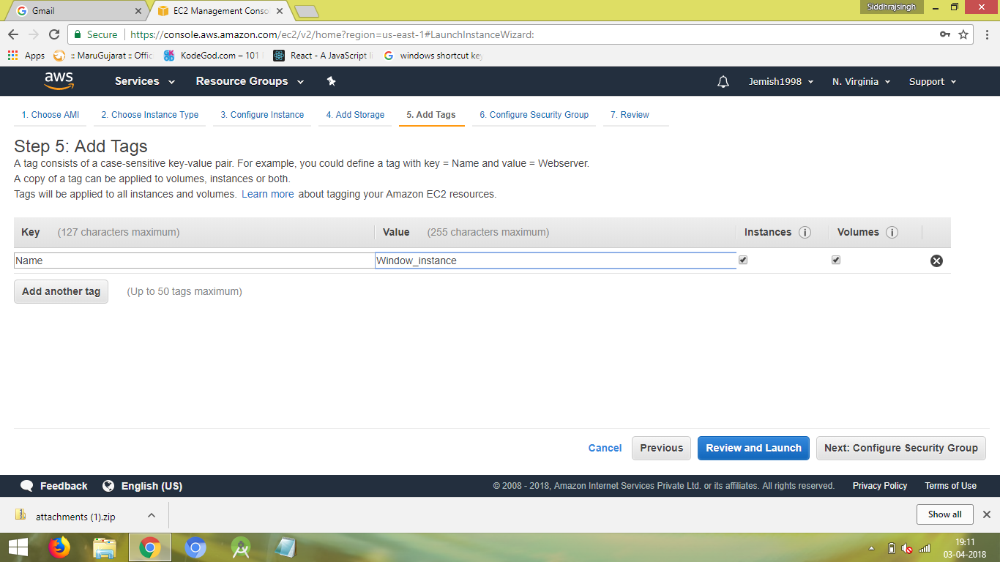 Gmail
EC2 Management Conso
Siddhrajsingh
Secure https://console.aws.amazon.com/ec2/v2/home?region=us-east-1#LaunchInstanceWizard:
Apps :: MaruGujarat :: Offic KodeGod.com – 101 React - A JavaScript li windows shortcut key
aws Services Resource Groups Jemish1998 N. Virginia Support
1. Choose AMI 2. Choose Instance Type 3. Configure Instance 4. Add Storage 5. Add Tags 6. Configure Security Group 7. Review
Step 5: Add Tags
A tag consists of a case-sensitive key-value pair. For example, you could define a tag with key = Name and value = Webserver.
A copy of a tag can be applied to volumes, instances or both.
Tags will be applied to all instances and volumes. Learn more about tagging your Amazon EC2 resources.
Key (127 characters maximum) Value (255 characters maximum) Instances Volumes
Name Window_instance
Add another tag (Up to 50 tags maximum)
Cancel Previous Review and Launch Next: Configure Security Group
Feedback English (US) © 2008 - 2018, Amazon Internet Services Private Ltd. or its affiliates. All rights reserved. Privacy Policy Terms of Use
attachments (1).zip Show all
19:11
03-04-2018